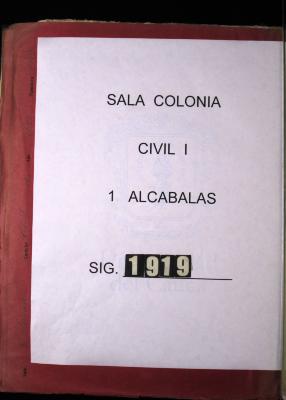 SALA COLONIA
CIVIL I
1 ALCABALAS
SIG. 1919